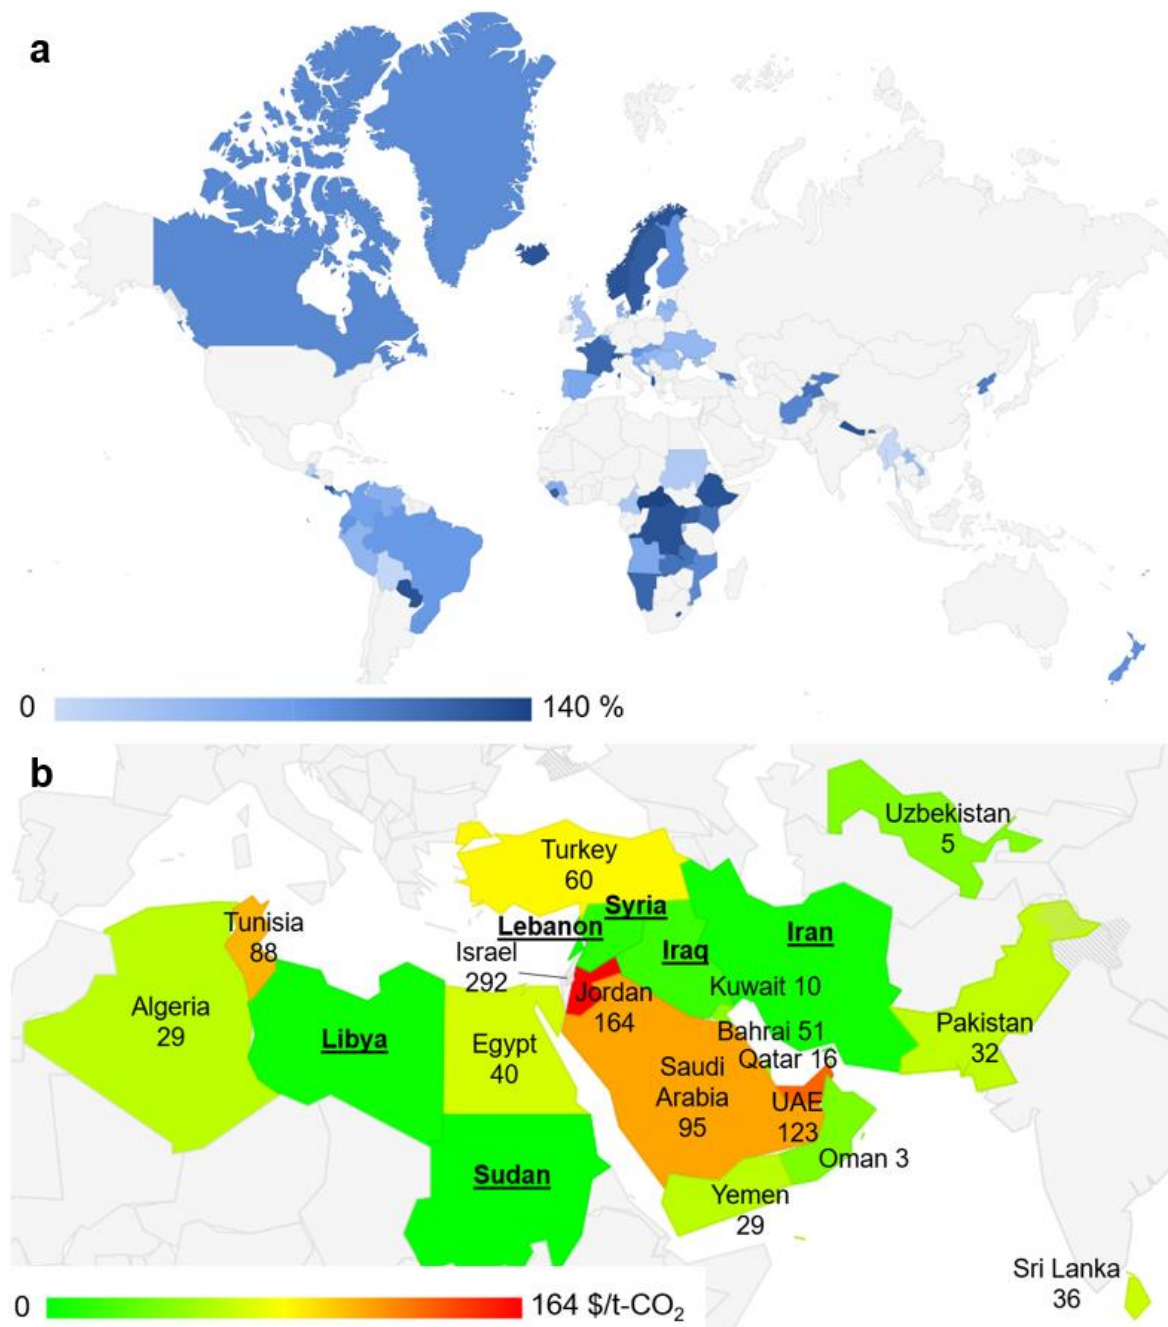 a
0 140 %
b
Uzbekistan
5
Turkey
60
Syria
Lebanon
Tunisia
88
Iran
Israel
292
Iraq
Kuwait 10
Jordan
164
Algeria
29
Bahrai 51
Pakistan
32
Libya
Egypt
40
Qatar 16
Saudi
Arabia
95
UAE
123
Oman 3
Sudan
Yemen
29
Sri Lanka
36
0 164 $/t-CO₂